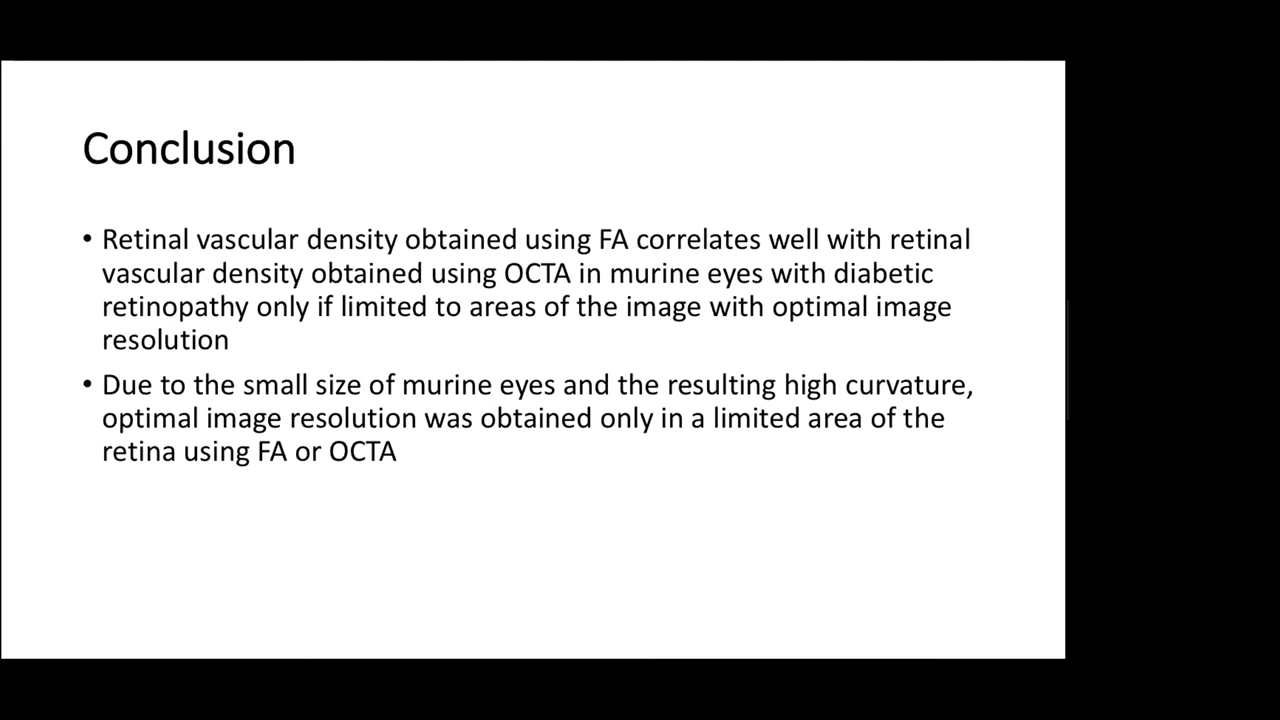 Conclusion
• Retinal vascular density obtained using FA correlates well with retinal
vascular density obtained using OCTA in murine eyes with diabetic
retinopathy only if limited to areas of the image with optimal image
resolution
• Due to the small size of murine eyes and the resulting high curvature,
optimal image resolution was obtained only in a limited area of the
retina using FA or OCTA